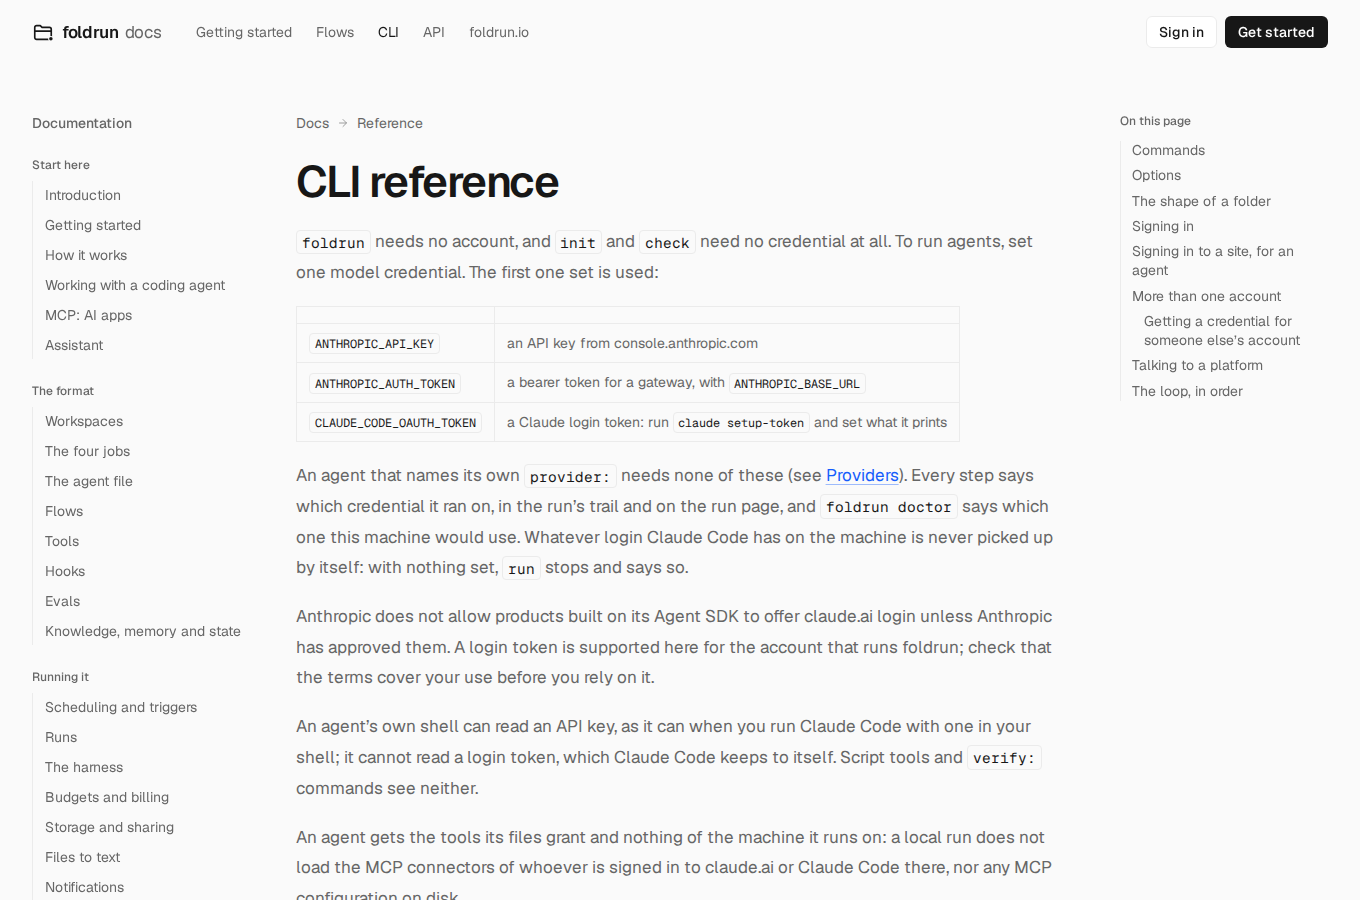 foldrun docs
Getting started
Flows
CLI
API
foldrun.io
Sign in
Get started
Documentation
Start here
Introduction
Getting started
How it works
Working with a coding agent
MCP: AI apps
Assistant
The format
Workspaces
The four jobs
The agent file
Flows
Tools
Hooks
Evals
Knowledge, memory and state
Running it
Scheduling and triggers
Runs
The harness
Budgets and billing
Storage and sharing
Files to text
Notifications
Docs → Reference
CLI reference
foldrun needs no account, and init and check need no credential at all. To run agents, set
one model credential. The first one set is used:
ANTHROPIC_API_KEY an API key from console.anthropic.com
ANTHROPIC_AUTH_TOKEN a bearer token for a gateway, with ANTHROPIC_BASE_URL
CLAUDE_CODE_OAUTH_TOKEN a Claude login token: run claude setup-token and set what it prints
An agent that names its own provider: needs none of these (see Providers). Every step says
which credential it ran on, in the run’s trail and on the run page, and foldrun doctor says which
one this machine would use. Whatever login Claude Code has on the machine is never picked up
by itself: with nothing set, run stops and says so.
Anthropic does not allow products built on its Agent SDK to offer claude.ai login unless Anthropic
has approved them. A login token is supported here for the account that runs foldrun; check that
the terms cover your use before you rely on it.
An agent’s own shell can read an API key, as it can when you run Claude Code with one in your
shell; it cannot read a login token, which Claude Code keeps to itself. Script tools and verify:
commands see neither.
An agent gets the tools its files grant and nothing of the machine it runs on: a local run does not
load the MCP connectors of whoever is signed in to claude.ai or Claude Code there, nor any MCP
configuration on disk.
On this page
Commands
Options
The shape of a folder
Signing in
Signing in to a site, for an
agent
More than one account
Getting a credential for
someone else’s account
Talking to a platform
The loop, in order